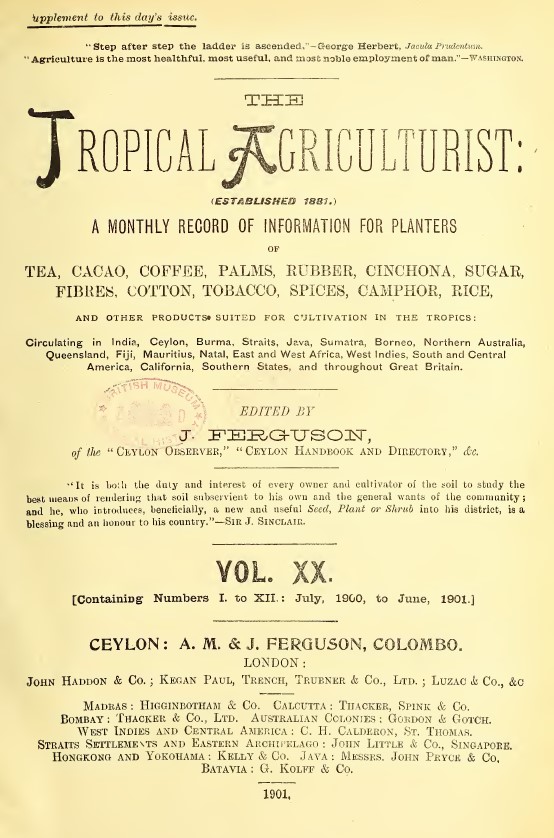 upplement to this day's issue.
"Step after step the ladder is ascended."—George Herbert, Jacula Prudentum.
"Agriculture is the most healthful, most useful, and most noble employment of man."—WASHINGTON.
THE
TROPICAL AGRICULTURIST:
(ESTABLISHED 1881.)
A MONTHLY RECORD OF INFORMATION FOR PLANTERS
OF
TEA, CACAO, COFFEE, PALMS, RUBBER, CINCHONA, SUGAR,
FIBRES, COTTON, TOBACCO, SPICES, CAMPHOR, RICE,
AND OTHER PRODUCTS SUITED FOR CULTIVATION IN THE TROPICS:
Circulating in India, Ceylon, Burma, Straits, Java, Sumatra, Borneo, Northern Australia,
Queensland, Fiji, Mauritius, Natal, East and West Africa, West Indies, South and Central
America, California, Southern States, and throughout Great Britain.
BRITISH MUSEUM
EDITED BY
J. FERGUSON,
of the "CEYLON OBSERVER," "CEYLON HANDBOOK AND DIRECTORY," &c.
"It is both the duty and interest of every owner and cultivator of the soil to study the
best means of rendering that soil subservient to his own and the general wants of the community;
and he, who introduces, beneficially, a new and useful Seed, Plant or Shrub into his district, is a
blessing and an honour to his country."—SIR J. SINCLAIR.
VOL. XX.
[Containing Numbers I. to XII.: July, 1900, to June, 1901.]
CEYLON: A. M. & J. FERGUSON, COLOMBO.
LONDON:
JOHN HADDON & CO.; KEGAN PAUL, TRENCH, TRUBNER & CO., LTD.; LUZAC & CO., &C
MADRAS: HIGGINBOTHAM & CO. CALCUTTA: THACKER, SPINK & CO.
BOMBAY: THACKER & CO., LTD. AUSTRALIAN COLONIES: GORDON & GOTCH.
WEST INDIES AND CENTRAL AMERICA: C. H. CALDERON, ST. THOMAS.
STRAITS SETTLEMENTS AND EASTERN ARCHIPELAGO: JOHN LITTLE & CO., SINGAPORE.
HONGKONG AND YOKOHAMA: KELLY & CO. JAVA: MESSRS. JOHN PRYCE & CO,
BATAVIA: G. KOLFF & CO.
1901.